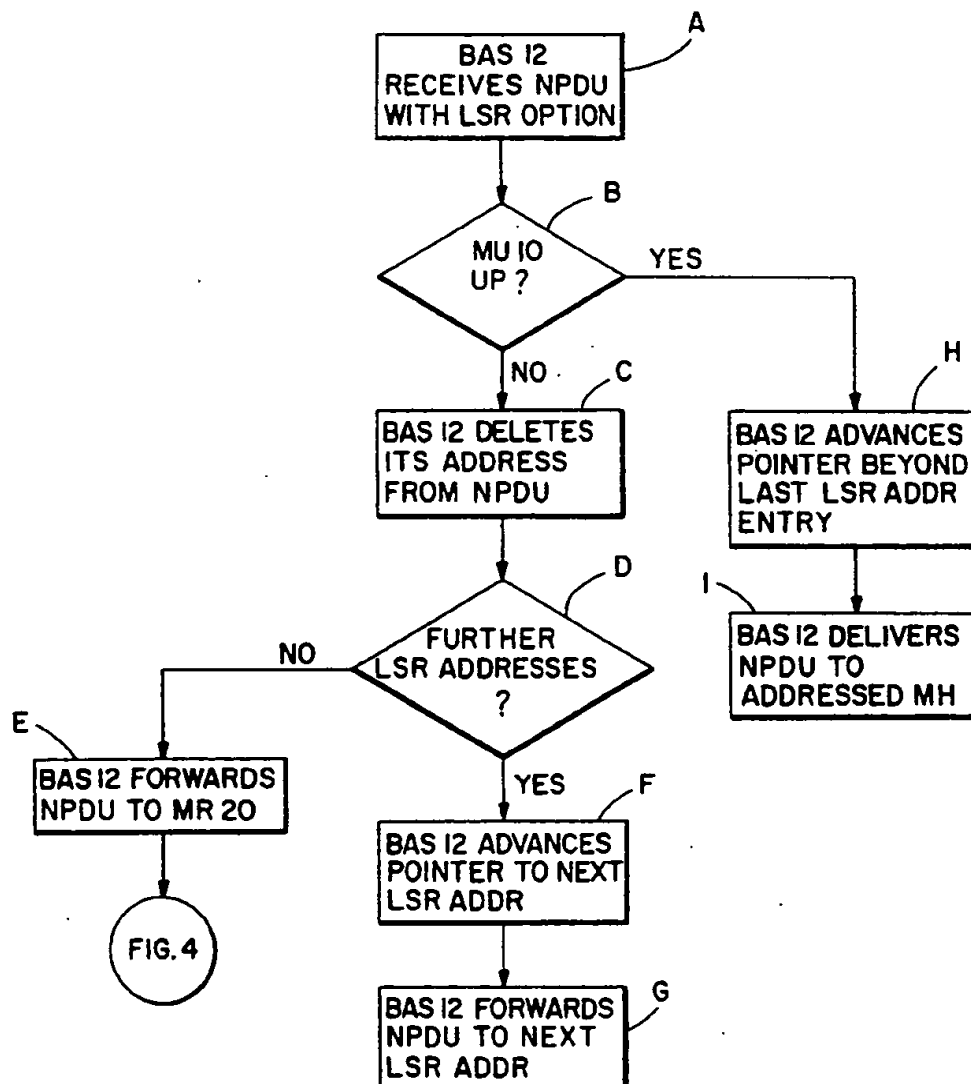 A
BAS 12
RECEIVES NPDU
WITH LSR OPTION
B
MU 10
UP ?
YES
NO
C
H
BAS 12 DELETES
ITS ADDRESS
FROM NPDU
BAS 12 ADVANCES
POINTER BEYOND
LAST LSR ADDR
ENTRY
D
FURTHER
LSR ADDRESSES
?
NO
I
BAS 12 DELIVERS
NPDU TO
ADDRESSED MH
E
BAS 12 FORWARDS
NPDU TO MR 20
YES
F
BAS 12 ADVANCES
POINTER TO NEXT
LSR ADDR
FIG. 4
G
BAS 12 FORWARDS
NPDU TO NEXT
LSR ADDR